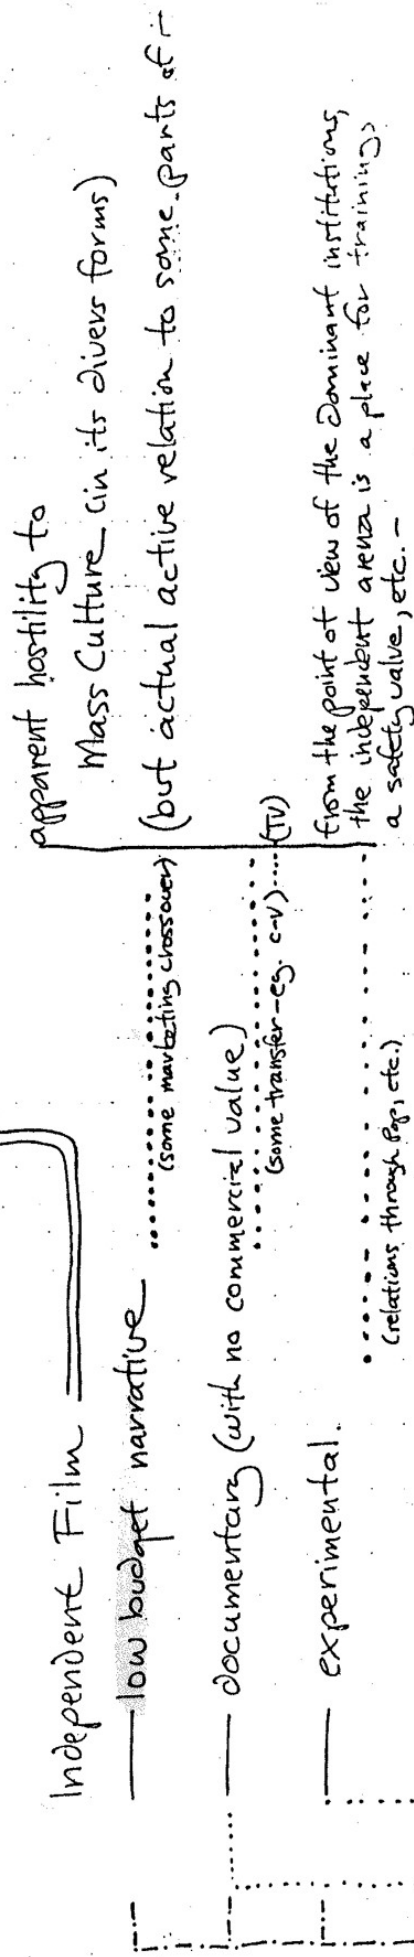 Independent Film
low budget narrative
(some marketing crossover)
documentary (with no commercial value)
(some transfer-eg. c-v)
(TV)
experimental.
(relations through Pop, etc.)
apparent hostility to
Mass Culture (in its divers forms)
(but actual active relation to some parts of it
from the point of view of the dominant institutions,
the independent arena is a place for training,
a safety valve, etc. -